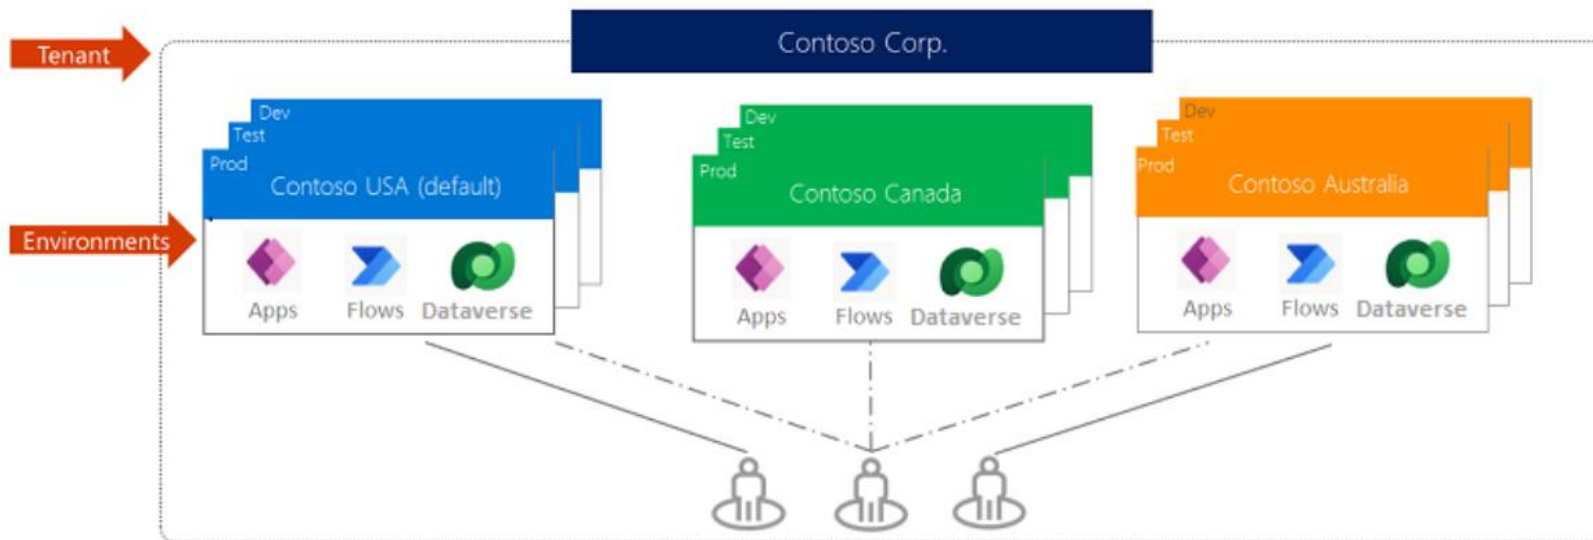 Contoso Corp.
Tenant
Dev
Test
Prod
Contoso USA (default)
Dev
Test
Prod
Contoso Canada
Dev
Test
Prod
Contoso Australia
Environments
Apps Flows Dataverse
Apps Flows Dataverse
Apps Flows Dataverse